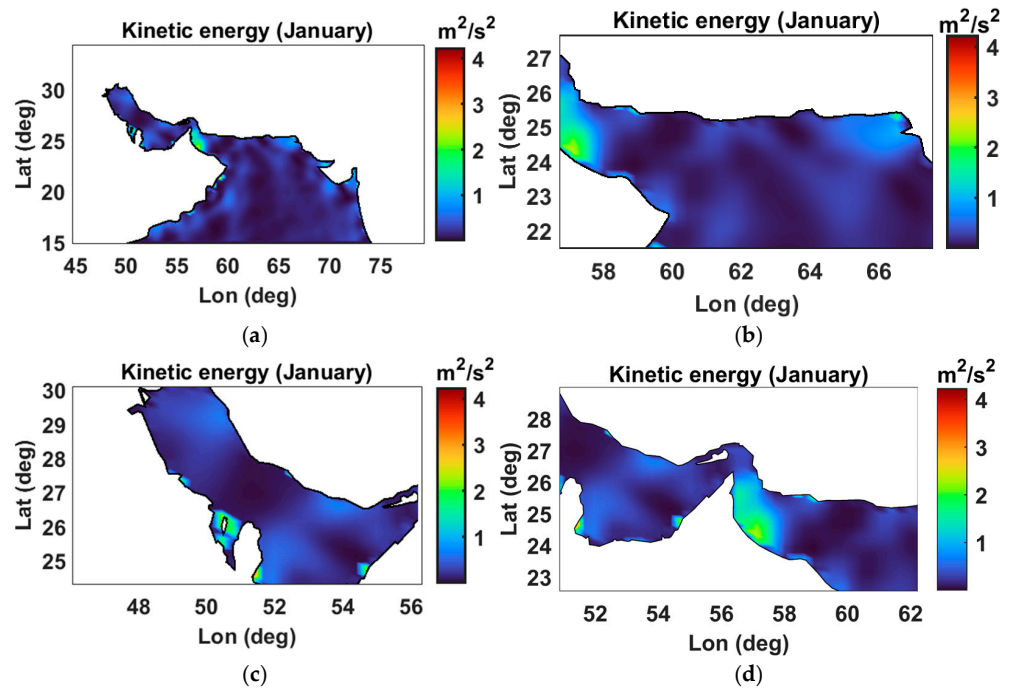 Kinetic energy (January)
m²/s²
Lat (deg)
30
25
20
15
45 50 55 60 65 70 75
Lon (deg)
4
3
2
1
(a)
Kinetic energy (January)
m²/s²
Lat (deg)
27
26
25
24
23
22
58 60 62 64 66
Lon (deg)
4
3
2
1
(b)
Kinetic energy (January)
m²/s²
Lat (deg)
30
29
28
27
26
25
48 50 52 54 56
Lon (deg)
4
3
2
1
(c)
Kinetic energy (January)
m²/s²
Lat (deg)
28
27
26
25
24
23
52 54 56 58 60 62
Lon (deg)
4
3
2
1
(d)